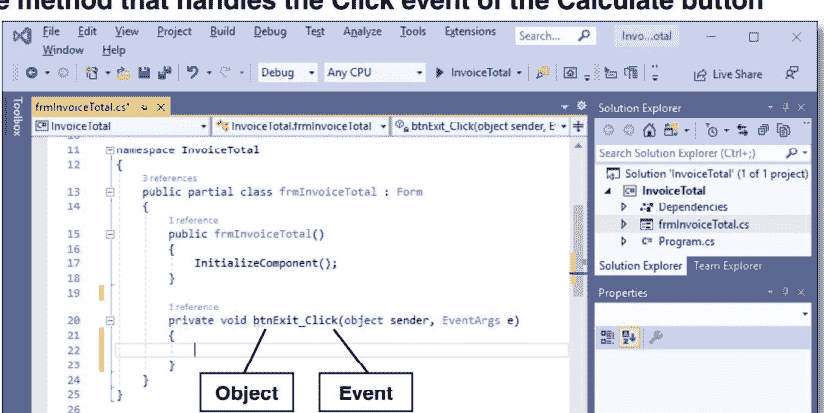 e method that handles the Click event of the Calculate button
File Edit View Project Build Debug Test Analyze Tools Extensions Search... Invo...otal
Window Help
Debug Any CPU InvoiceTotal Live Share
Toolbox
frmInvoiceTotal.cs*
InvoiceTotal InvoiceTotal.frmInvoiceTotal btnExit_Click(object sender, E
11 namespace InvoiceTotal
12 {
3 references
13 public partial class frmInvoiceTotal : Form
14 {
1 reference
15 public frmInvoiceTotal()
16 {
17 InitializeComponent();
18 }
19
1 reference
20 private void btnExit_Click(object sender, EventArgs e)
21 {
22
23 }
24 }
25 }
26
Object Event
Solution Explorer
Search Solution Explorer (Ctrl+;)
Solution 'InvoiceTotal' (1 of 1 project)
C# InvoiceTotal
Dependencies
frmInvoiceTotal.cs
C# Program.cs
Solution Explorer Team Explorer
Properties